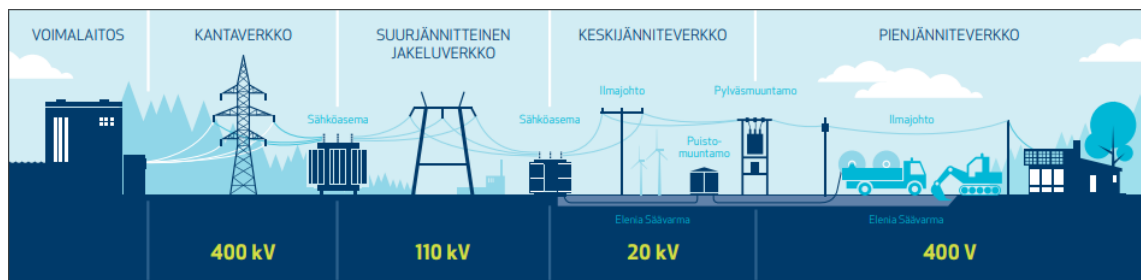 VOIMALAITOS
KANTAVERKKO
SUURJÄNNITTEINEN
JAKELUVERKKO
KESKIJÄNNITEVERKKO
PIENJÄNNITEVERKKO
Sähköasema
Sähköasema
Ilmajohto
Pylväsmuuntamo
Ilmajohto
Puisto-
muuntamo
Elenia Säävarma
Elenia Säävarma
400 kV
110 kV
20 kV
400 V